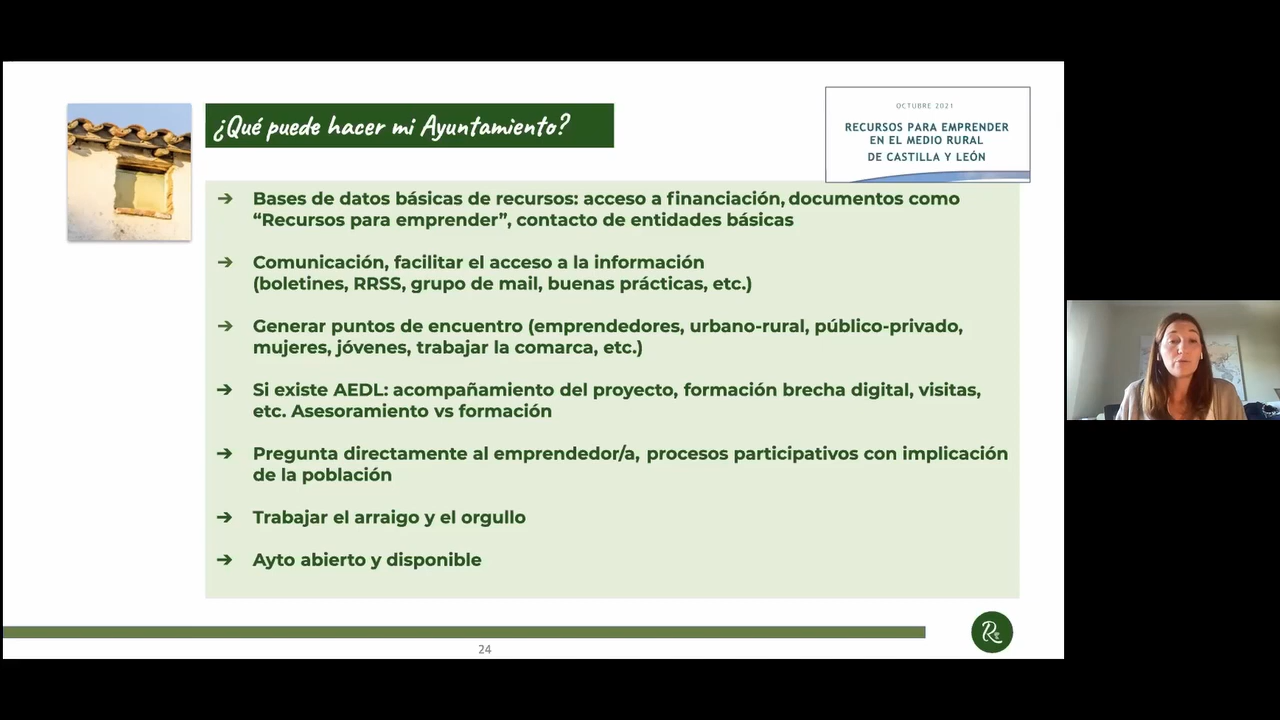 ¿Qué puede hacer mi Ayuntamiento?
OCTUBRE 2021
RECURSOS PARA EMPRENDER
EN EL MEDIO RURAL
DE CASTILLA Y LEÓN
➔ Bases de datos básicas de recursos: acceso a financiación, documentos como
“Recursos para emprender”, contacto de entidades básicas
➔ Comunicación, facilitar el acceso a la información
(boletines, RRSS, grupo de mail, buenas prácticas, etc.)
➔ Generar puntos de encuentro (emprendedores, urbano-rural, público-privado,
mujeres, jóvenes, trabajar la comarca, etc.)
➔ Si existe AEDL: acompañamiento del proyecto, formación brecha digital, visitas,
etc. Asesoramiento vs formación
➔ Pregunta directamente al emprendedor/a, procesos participativos con implicación
de la población
➔ Trabajar el arraigo y el orgullo
➔ Ayto abierto y disponible
R
24